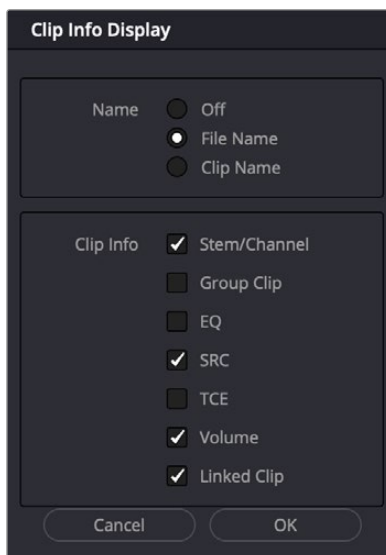 Clip Info Display
Name Off
File Name
Clip Name
Clip Info Stem/Channel
Group Clip
EQ
SRC
TCE
Volume
Linked Clip
Cancel OK